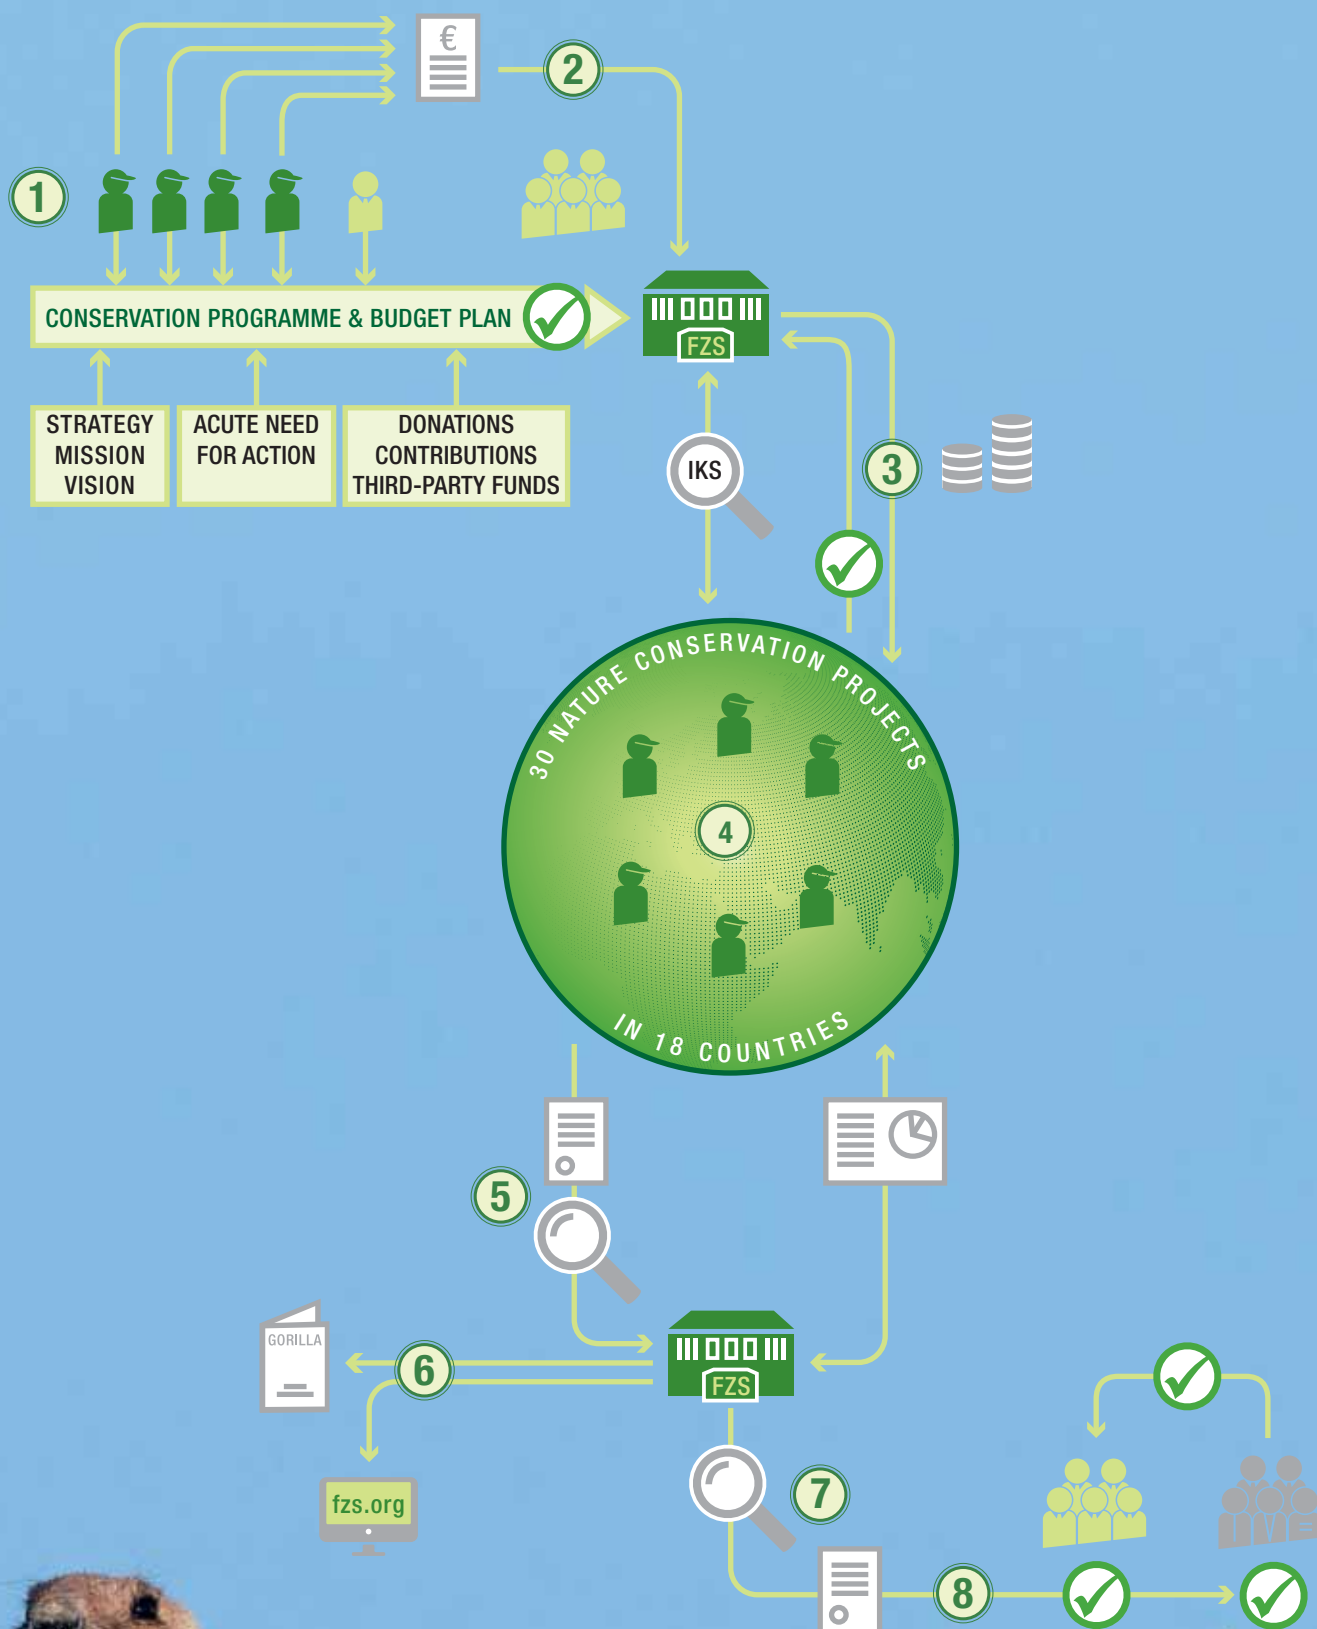 €
2
1
CONSERVATION PROGRAMME & BUDGET PLAN
FZS
STRATEGY
MISSION
VISION
ACUTE NEED
FOR ACTION
DONATIONS
CONTRIBUTIONS
THIRD-PARTY FUNDS
IKS
3
30 NATURE CONSERVATION PROJECTS
4
IN 18 COUNTRIES
5
GORILLA
6
FZS
fzs.org
7
8